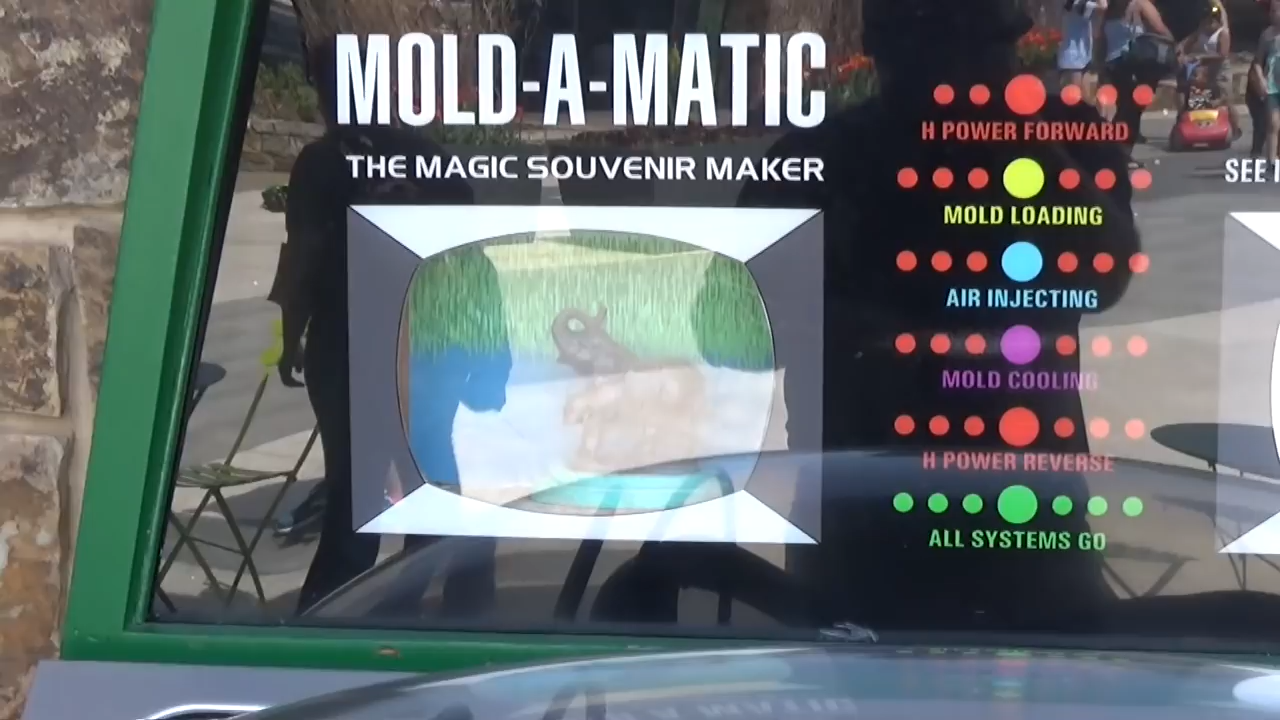 MOLD-A-MATIC
THE MAGIC SOUVENIR MAKER
H POWER FORWARD
MOLD LOADING
AIR INJECTING
MOLD COOLING
H POWER REVERSE
ALL SYSTEMS GO
SEE